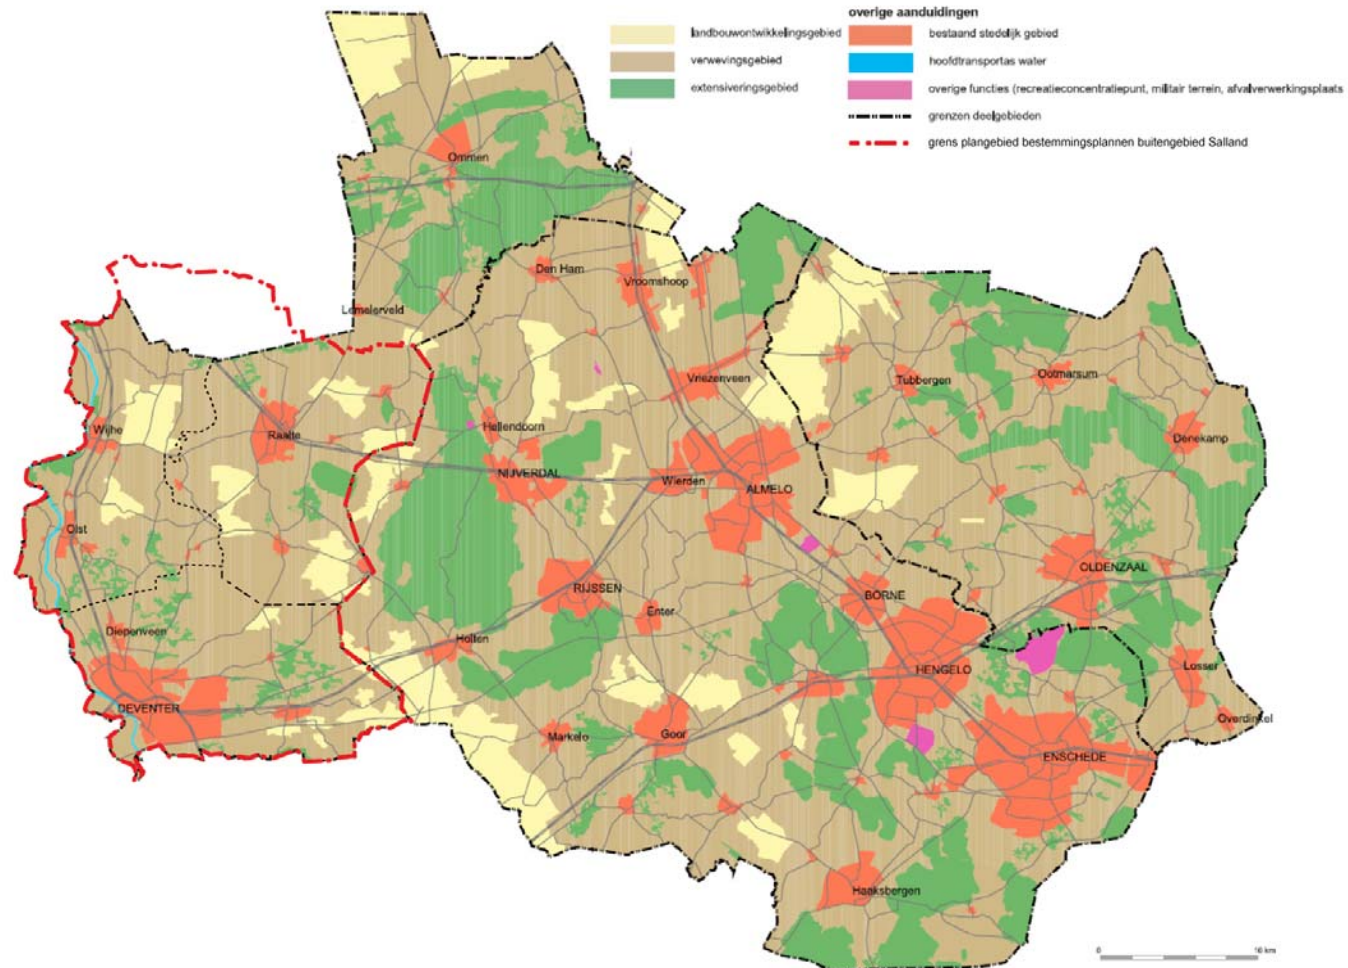 landbouwontwikkelingsgebied
verwevingsgebied
extensiveringsgebied
overige aanduidingen
bestaand stedelijk gebied
hoofdtransportas water
overige functies (recreatieconcentratiepunt, militair terrein, afvalverwerkingsplaats
grenzen deelgebieden
grens plangebied bestemmingsplannen buitengebied Salland
Ommen
Den Ham
Vroomshoop
Lemelerveld
Vriezenveen
Tubbergen
Ootmarsum
Wijhe
Raalte
Hellendoorn
Denekamp
NIJVERDAL
Wierden
ALMELO
Olst
OLDENZAAL
RIJSSEN
BORNE
Enter
Diepenveen
Holten
HENGELO
Losser
DEVENTER
Overdinkel
Markelo
Goor
ENSCHEDE
Haaksbergen
0 16 km